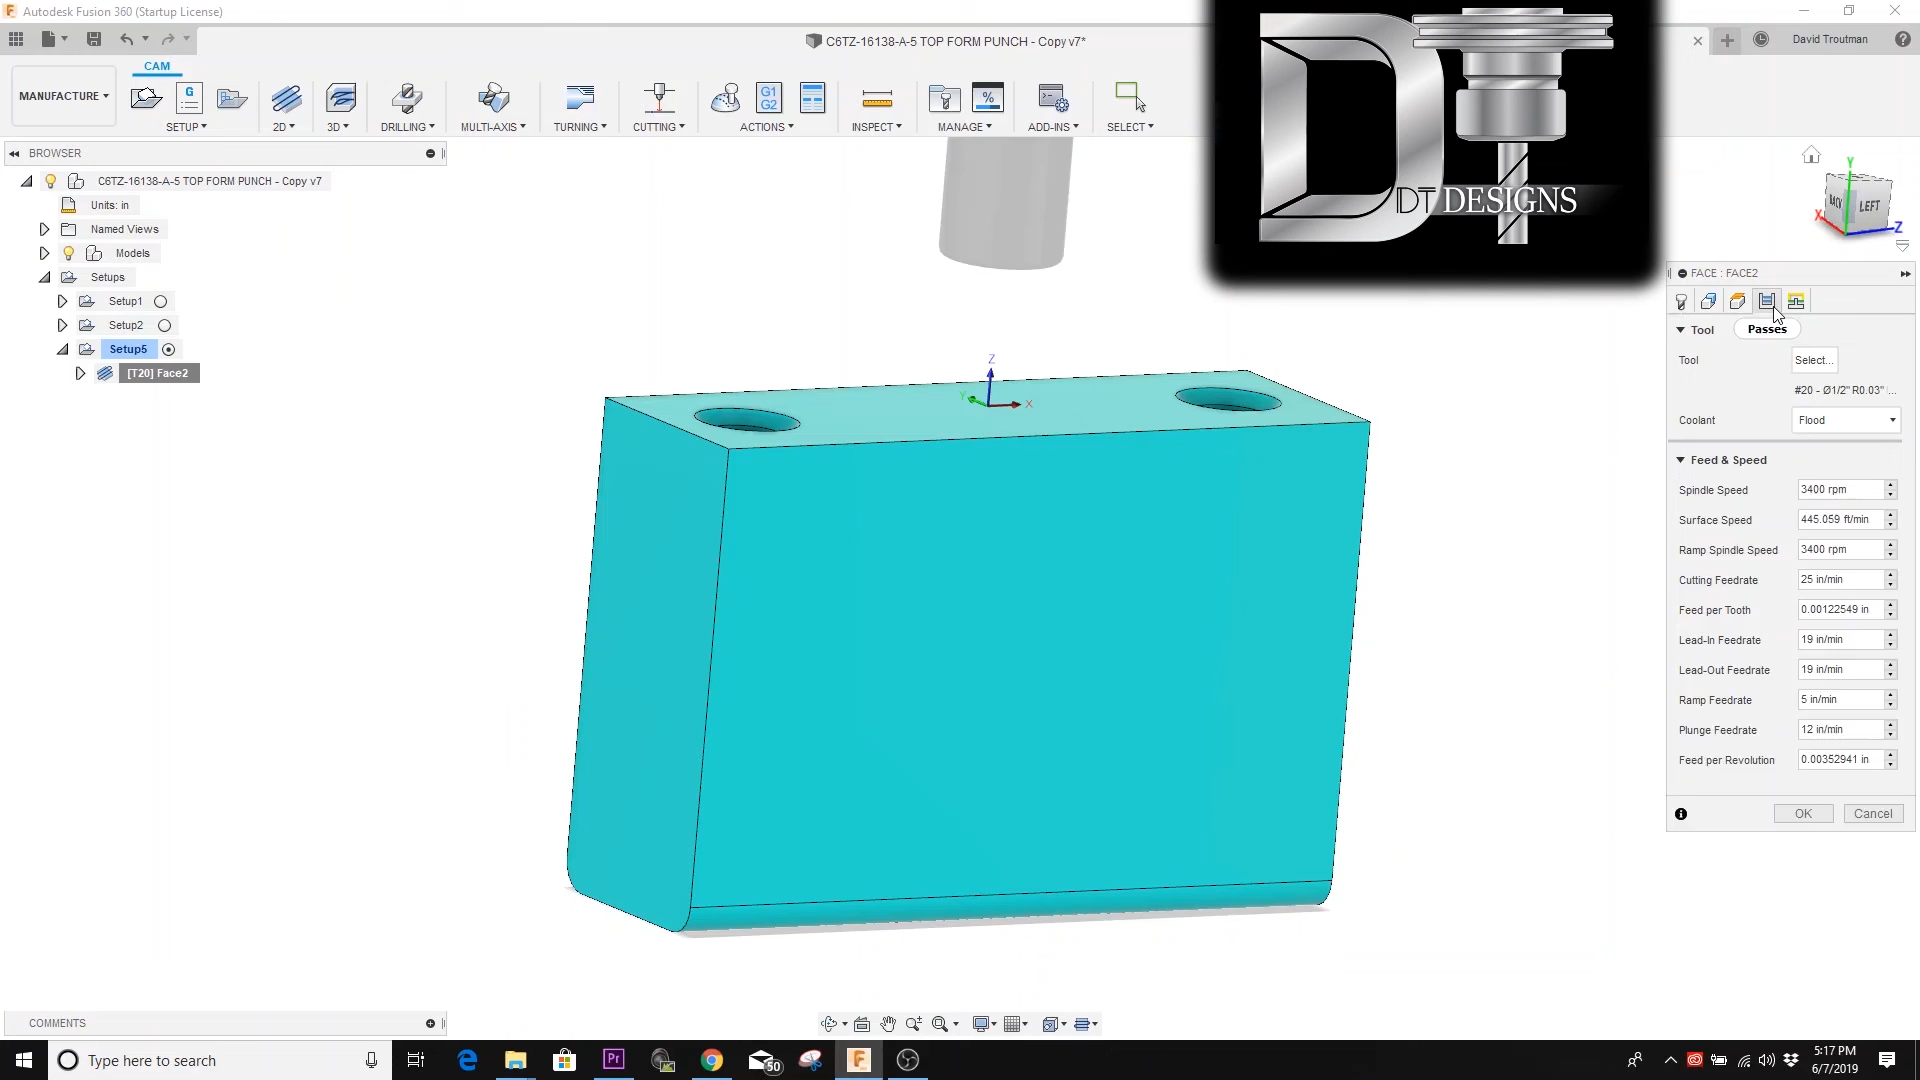 Autodesk Fusion 360 (Startup License)
C6TZ-16138-A-5 TOP FORM PUNCH - Copy v7*
David Troutman
CAM
MANUFACTURE
G
G1
G2
%
SETUP
2D
3D
DRILLING
MULTI-AXIS
TURNING
CUTTING
ACTIONS
INSPECT
MANAGE
ADD-INS
SELECT
DT DESIGNS
BROWSER
C6TZ-16138-A-5 TOP FORM PUNCH - Copy v7
Units: in
Named Views
Models
Setups
Setup1
Setup2
Setup5
[T20] Face2
Z
Y
X
Y
BACK
LEFT
X
Z
FACE : FACE2
Tool
Passes
Tool
Select...
#20 - Ø1/2" R0.03" ...
Coolant
Flood
Feed & Speed
Spindle Speed
3400 rpm
Surface Speed
445.059 ft/min
Ramp Spindle Speed
3400 rpm
Cutting Feedrate
25 in/min
Feed per Tooth
0.00122549 in
Lead-In Feedrate
19 in/min
Lead-Out Feedrate
19 in/min
Ramp Feedrate
5 in/min
Plunge Feedrate
12 in/min
Feed per Revolution
0.00352941 in
OK
Cancel
COMMENTS
Type here to search
Pr
50
5:17 PM
6/7/2019